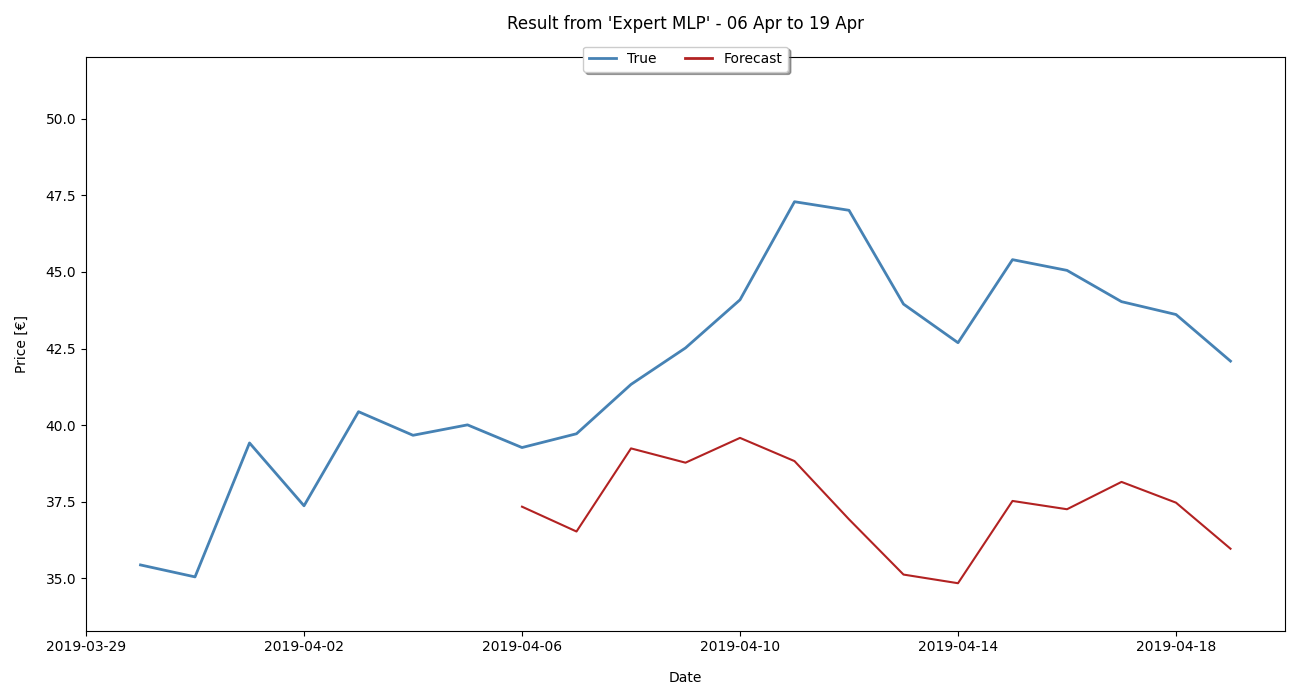 Result from 'Expert MLP' - 06 Apr to 19 Apr
True Forecast
50.0
47.5
45.0
42.5
40.0
37.5
35.0
Price [€]
2019-03-29 2019-04-02 2019-04-06 2019-04-10 2019-04-14 2019-04-18
Date